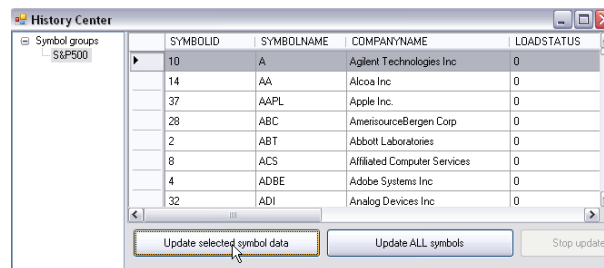 History Center
Symbol groups
S&P500
SYMBOLID SYMBOLNAME COMPANYNAME LOADSTATUS
10 A Agilent Technologies Inc 0
14 AA Alcoa Inc 0
37 AAPL Apple Inc. 0
28 ABC AmerisourceBergen Corp 0
2 ABT Abbott Laboratories 0
8 ACS Affiliated Computer Services 0
4 ADBE Adobe Systems Inc 0
32 ADI Analog Devices Inc 0
Update selected symbol data Update ALL symbols Stop update